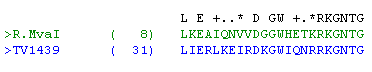 L E +..* D GW +.*RKGNTG
>R.MvaI ( 8) LKEAIQNVVDGGWHETKRKGNTG
>TV1439 ( 31) LIERLKEIRDKGWIQNRRKGNTG